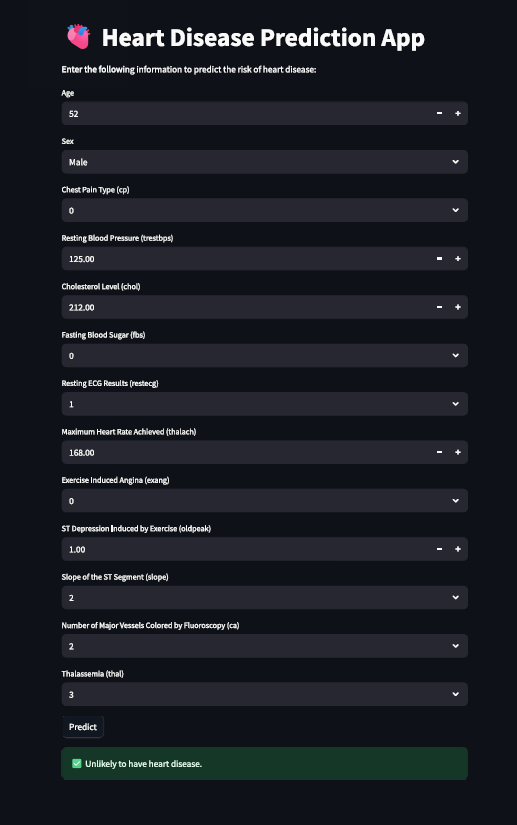 Heart Disease Prediction App
Enter the following information to predict the risk of heart disease:
Age
52
Sex
Male
Chest Pain Type (cp)
0
Resting Blood Pressure (trestbps)
125.00
Cholesterol Level (chol)
212.00
Fasting Blood Sugar (fbs)
0
Resting ECG Results (restecg)
1
Maximum Heart Rate Achieved (thalach)
168.00
Exercise Induced Angina (exang)
0
ST Depression Induced by Exercise (oldpeak)
1.00
Slope of the ST Segment (slope)
2
Number of Major Vessels Colored by Fluoroscopy (ca)
2
Thalassemia (thal)
3
Predict
Unlikely to have heart disease.